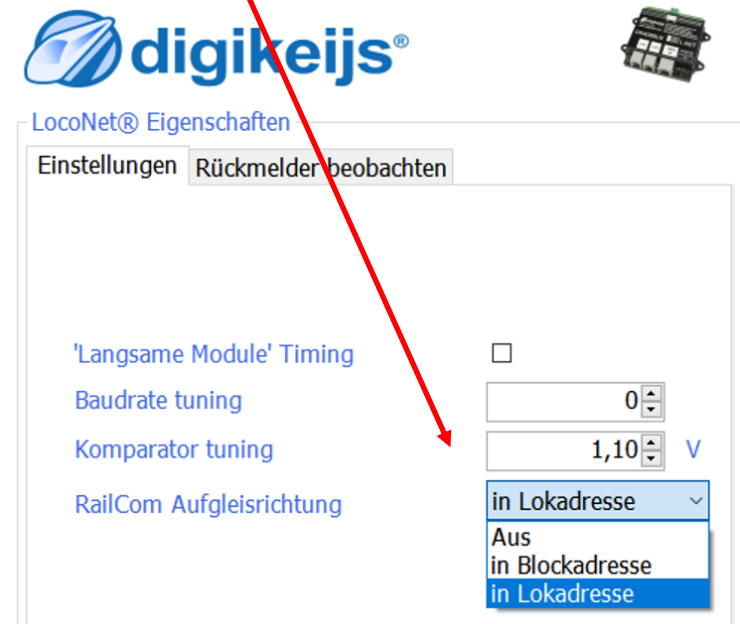 digikeijs®
LocoNet® Eigenschaften
Einstellungen Rückmelder beobachten
'Langsame Module' Timing
Baudrate tuning 0
Komparator tuning 1,10 V
RailCom Aufgleisrichtung in Lokadresse
Aus
in Blockadresse
in Lokadresse